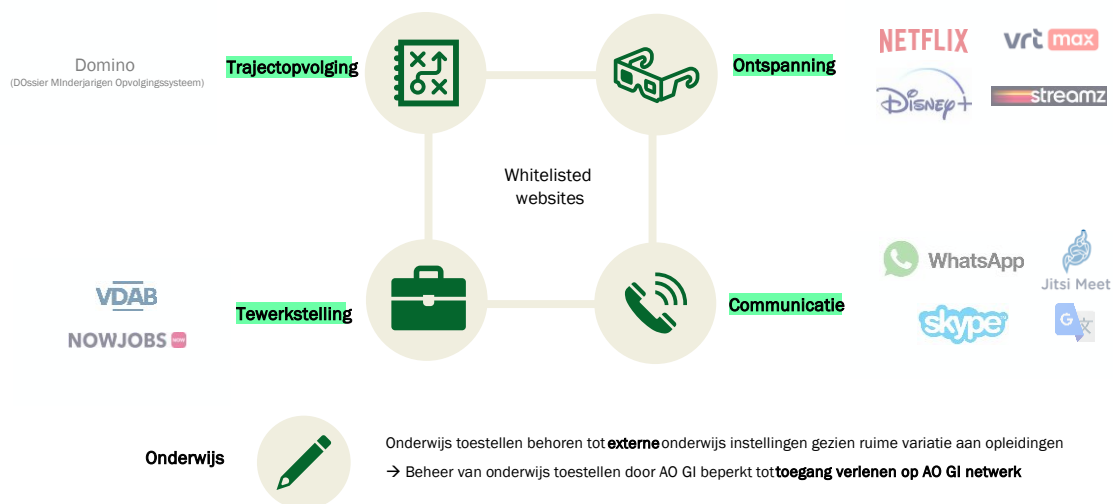 Domino
(DOssier MInderjarigen Opvolgingssysteem)
Trajectopvolging
Ontspanning
NETFLIX
vrt max
Disney+
streamz
Whitelisted
websites
VDAB
NOWJOBS NOW
Tewerkstelling
Communicatie
WhatsApp
Jitsi Meet
skype
G 文
Onderwijs
Onderwijs toestellen behoren tot externe onderwijs instellingen gezien ruime variatie aan opleidingen
→ Beheer van onderwijs toestellen door AO GI beperkt tot toegang verlenen op AO GI netwerk